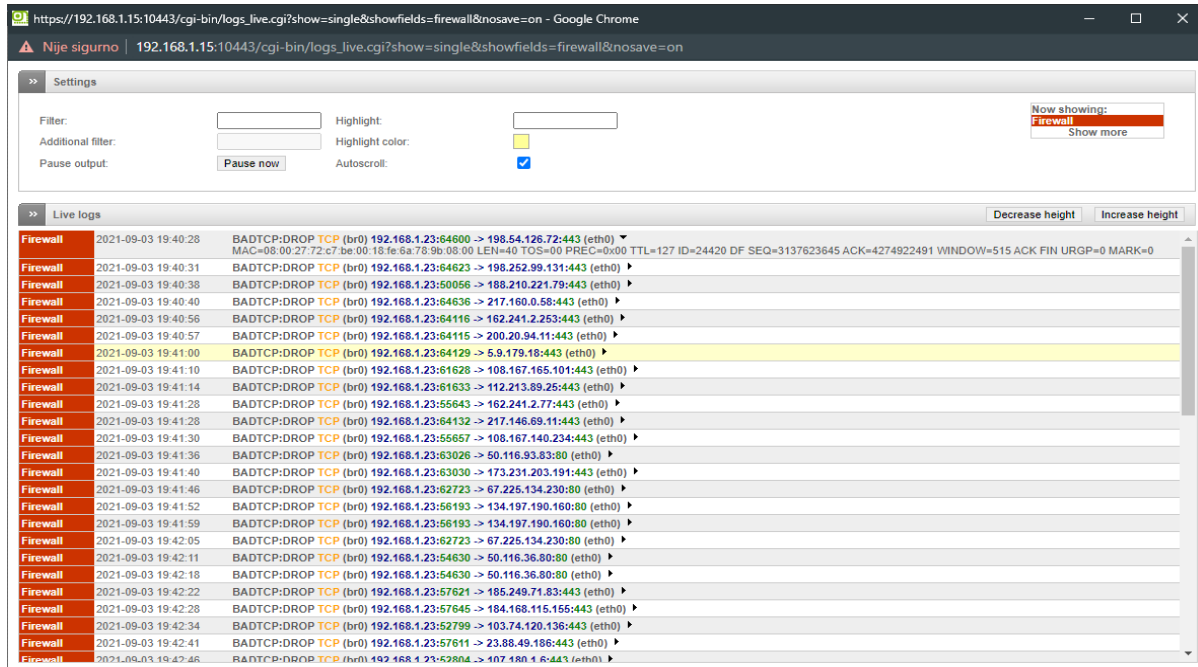 https://192.168.1.15:10443/cgi-bin/logs_live.cgi?show=single&showfields=firewall&nosave=on - Google Chrome
Nije sigurno | 192.168.1.15:10443/cgi-bin/logs_live.cgi?show=single&showfields=firewall&nosave=on
>> Settings
Filter: Highlight: Now showing:
Firewall
Additional filter: Highlight color: Show more
Pause output: Pause now Autoscroll:
>> Live logs Decrease height Increase height
Firewall 2021-09-03 19:40:28 BADTCP:DROP TCP (br0) 192.168.1.23:64600 -> 198.54.126.72:443 (eth0)
MAC=08:00:27:72:c7:be:00:18:fe:6a:78:9b:08:00 LEN=40 TOS=00 PREC=0x00 TTL=127 ID=24420 DF SEQ=3137623645 ACK=4274922491 WINDOW=515 ACK FIN URGP=0 MARK=0
Firewall 2021-09-03 19:40:31 BADTCP:DROP TCP (br0) 192.168.1.23:64623 -> 198.252.99.131:443 (eth0)
Firewall 2021-09-03 19:40:38 BADTCP:DROP TCP (br0) 192.168.1.23:50056 -> 188.210.221.79:443 (eth0)
Firewall 2021-09-03 19:40:40 BADTCP:DROP TCP (br0) 192.168.1.23:64636 -> 217.160.0.58:443 (eth0)
Firewall 2021-09-03 19:40:56 BADTCP:DROP TCP (br0) 192.168.1.23:64116 -> 162.241.2.253:443 (eth0)
Firewall 2021-09-03 19:40:57 BADTCP:DROP TCP (br0) 192.168.1.23:64115 -> 200.20.94.11:443 (eth0)
Firewall 2021-09-03 19:41:00 BADTCP:DROP TCP (br0) 192.168.1.23:64129 -> 5.9.179.18:443 (eth0)
Firewall 2021-09-03 19:41:10 BADTCP:DROP TCP (br0) 192.168.1.23:61628 -> 108.167.165.101:443 (eth0)
Firewall 2021-09-03 19:41:14 BADTCP:DROP TCP (br0) 192.168.1.23:61633 -> 112.213.89.25:443 (eth0)
Firewall 2021-09-03 19:41:28 BADTCP:DROP TCP (br0) 192.168.1.23:55643 -> 162.241.2.77:443 (eth0)
Firewall 2021-09-03 19:41:28 BADTCP:DROP TCP (br0) 192.168.1.23:64132 -> 217.146.69.11:443 (eth0)
Firewall 2021-09-03 19:41:30 BADTCP:DROP TCP (br0) 192.168.1.23:55657 -> 108.167.140.234:443 (eth0)
Firewall 2021-09-03 19:41:36 BADTCP:DROP TCP (br0) 192.168.1.23:63026 -> 50.116.93.83:80 (eth0)
Firewall 2021-09-03 19:41:40 BADTCP:DROP TCP (br0) 192.168.1.23:63030 -> 173.231.203.191:443 (eth0)
Firewall 2021-09-03 19:41:46 BADTCP:DROP TCP (br0) 192.168.1.23:62723 -> 67.225.134.230:80 (eth0)
Firewall 2021-09-03 19:41:52 BADTCP:DROP TCP (br0) 192.168.1.23:56193 -> 134.197.190.160:80 (eth0)
Firewall 2021-09-03 19:41:59 BADTCP:DROP TCP (br0) 192.168.1.23:56193 -> 134.197.190.160:80 (eth0)
Firewall 2021-09-03 19:42:05 BADTCP:DROP TCP (br0) 192.168.1.23:62723 -> 67.225.134.230:80 (eth0)
Firewall 2021-09-03 19:42:11 BADTCP:DROP TCP (br0) 192.168.1.23:54630 -> 50.116.36.80:80 (eth0)
Firewall 2021-09-03 19:42:18 BADTCP:DROP TCP (br0) 192.168.1.23:54630 -> 50.116.36.80:80 (eth0)
Firewall 2021-09-03 19:42:22 BADTCP:DROP TCP (br0) 192.168.1.23:57621 -> 185.249.71.83:443 (eth0)
Firewall 2021-09-03 19:42:28 BADTCP:DROP TCP (br0) 192.168.1.23:57645 -> 184.168.115.155:443 (eth0)
Firewall 2021-09-03 19:42:34 BADTCP:DROP TCP (br0) 192.168.1.23:52799 -> 103.74.120.136:443 (eth0)
Firewall 2021-09-03 19:42:41 BADTCP:DROP TCP (br0) 192.168.1.23:57611 -> 23.88.49.186:443 (eth0)
Firewall 2021-09-03 19:42:46 BADTCP:DROP TCP (br0) 192.168.1.23:52804 -> 107.180.1.6:443 (eth0)